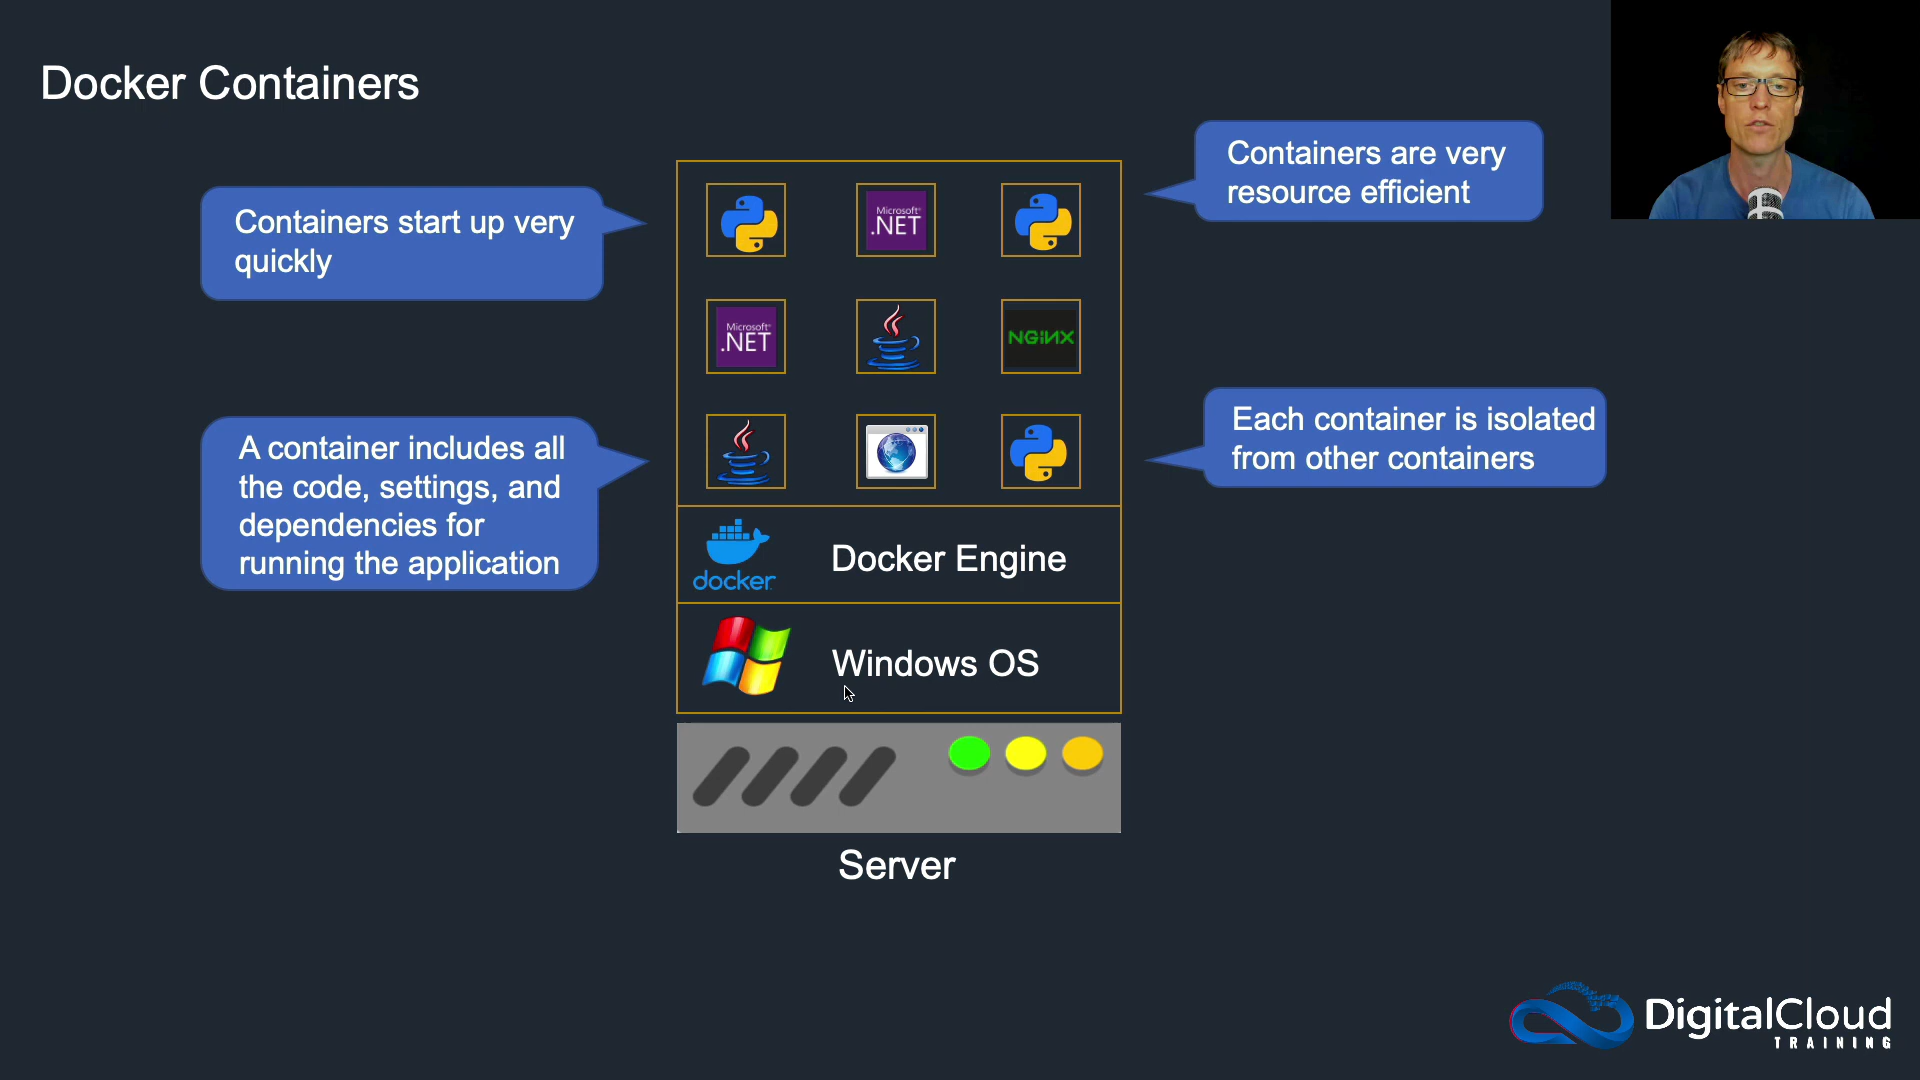 Docker Containers
Containers start up very
quickly
Containers are very
resource efficient
Microsoft®
.NET
Microsoft®
.NET
NGiNX
A container includes all
the code, settings, and
dependencies for
running the application
Each container is isolated
from other containers
docker
Docker Engine
Windows OS
Server
DigitalCloud
TRAINING